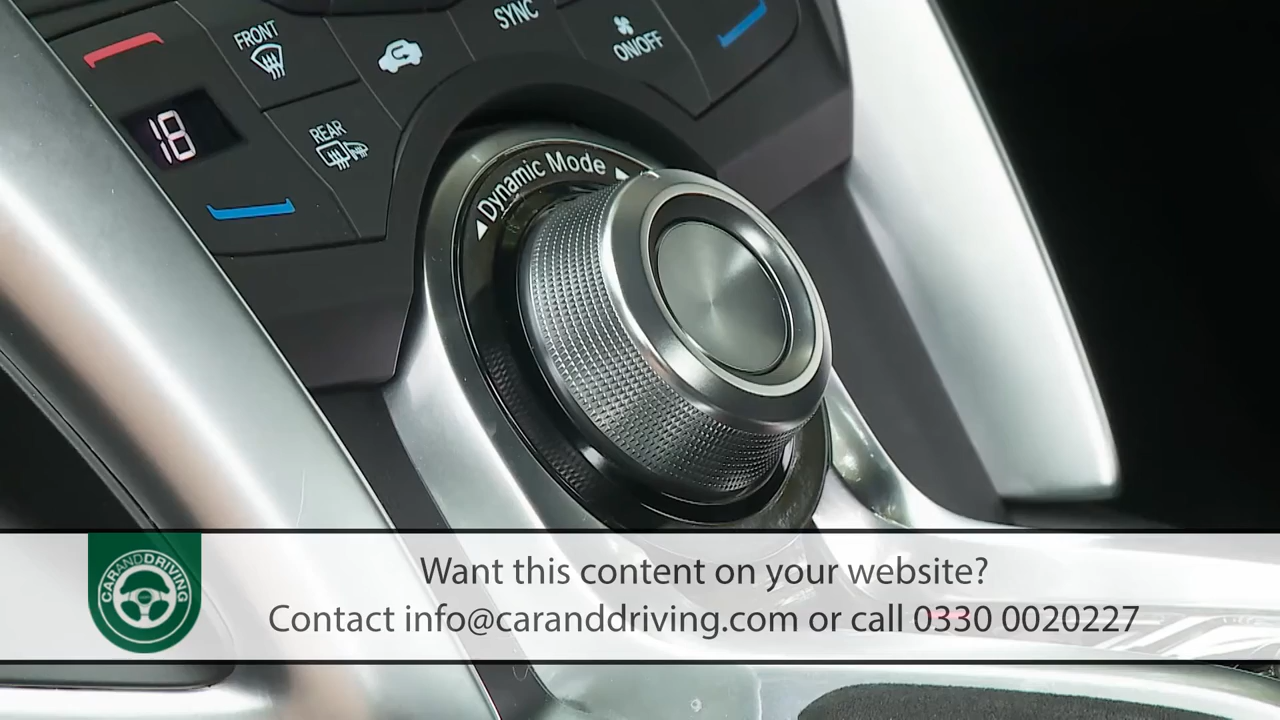 SYNC
FRONT
ON/OFF
18
REAR
◄Dynamic Mode►
CARANDDRIVING
Want this content on your website?
Contact info@caranddriving.com or call 0330 0020227